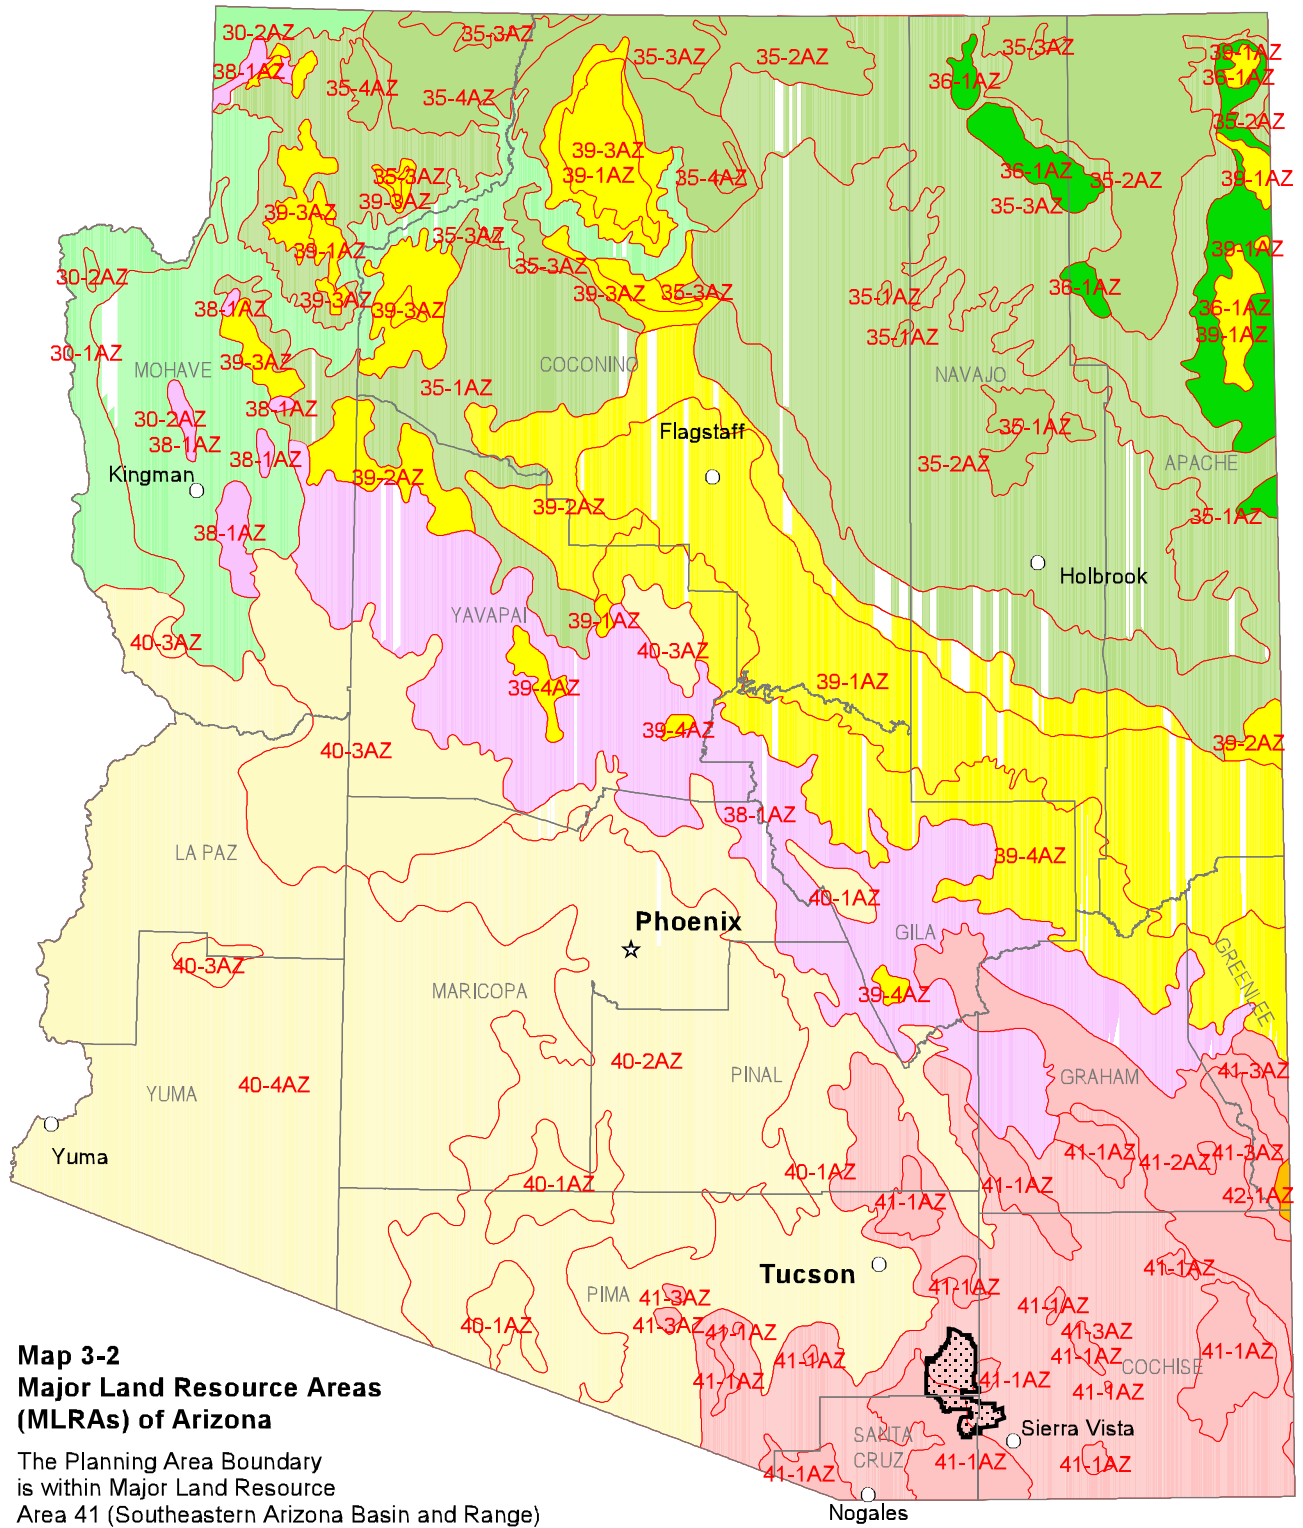 30-2AZ
35-3AZ
35-3AZ
39-1AZ
35-3AZ
35-2AZ
38-1AZ
36-1AZ
36-1AZ
35-4AZ
35-4AZ
35-2AZ
39-3AZ
36-1AZ
35-3AZ
39-1AZ
35-4AZ
35-2AZ
39-1AZ
39-3AZ
35-3AZ
39-3AZ
35-3AZ
39-1AZ
39-1AZ
30-2AZ
35-3AZ
36-1AZ
39-3AZ
39-3AZ
35-3AZ
35-1AZ
38-1AZ
39-3AZ
36-1AZ
35-1AZ
39-1AZ
30-1AZ
39-3AZ
COCONINO
MOHAVE
NAVAJO
35-1AZ
38-1AZ
30-2AZ
35-1AZ
Flagstaff
38-1AZ
38-1AZ
35-2AZ
APACHE
Kingman
39-2AZ
39-2AZ
35-1AZ
38-1AZ
Holbrook
YAVAPAI
39-1AZ
40-3AZ
40-3AZ
39-4AZ
39-1AZ
39-4AZ
39-2AZ
40-3AZ
38-1AZ
LA PAZ
39-4AZ
40-1AZ
Phoenix
GILA
40-3AZ
GREENLEE
MARICOPA
39-4AZ
40-2AZ
PINAL
GRAHAM
41-3AZ
40-4AZ
YUMA
Yuma
41-1AZ
41-2AZ
41-3AZ
40-1AZ
40-1AZ
41-1AZ
41-1AZ
42-1AZ
Tucson
41-1AZ
41-1AZ
PIMA
41-3AZ
41-1AZ
40-1AZ
41-3AZ
41-1AZ
41-3AZ
41-1AZ
41-1AZ
41-1AZ
COCHISE
41-1AZ
41-1AZ
41-1AZ
Sierra Vista
SANTA
CRUZ
41-1AZ
41-1AZ
41-1AZ
Nogales
Map 3-2
Major Land Resource Areas
(MLRAs) of Arizona
The Planning Area Boundary
is within Major Land Resource
Area 41 (Southeastern Arizona Basin and Range)